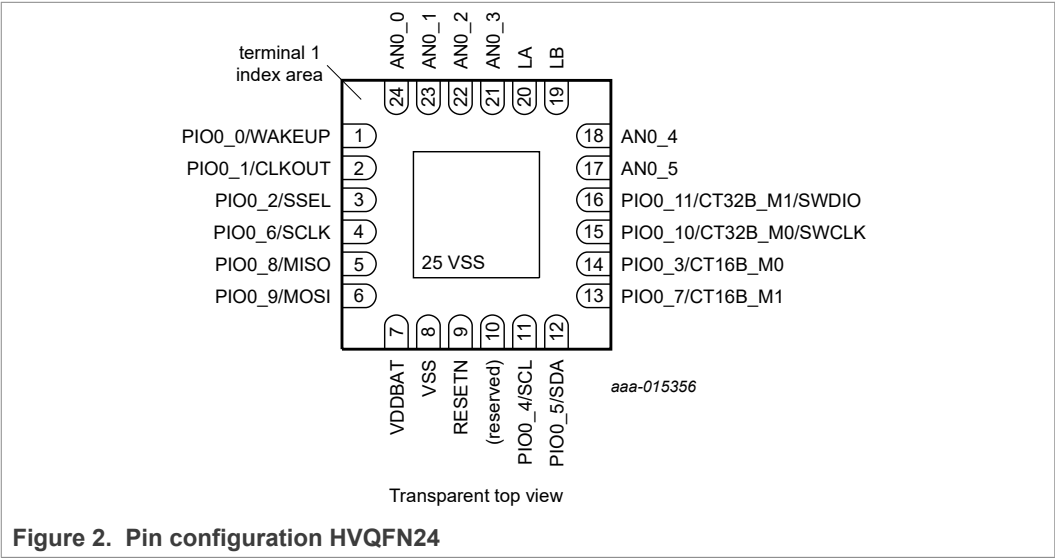 AN0_0
AN0_1
AN0_2
AN0_3
LA
LB
terminal 1
index area
24
23
22
21
20
19
PIO0_0/WAKEUP 1
PIO0_1/CLKOUT 2
PIO0_2/SSEL 3
PIO0_6/SCLK 4
PIO0_8/MISO 5
PIO0_9/MOSI 6
18 AN0_4
17 AN0_5
16 PIO0_11/CT32B_M1/SWDIO
15 PIO0_10/CT32B_M0/SWCLK
14 PIO0_3/CT16B_M0
13 PIO0_7/CT16B_M1
25 VSS
7
8
9
10
11
12
VDDBAT
VSS
RESETN
(reserved)
PIO0_4/SCL
PIO0_5/SDA
aaa-015356
Transparent top view
Figure 2. Pin configuration HVQFN24